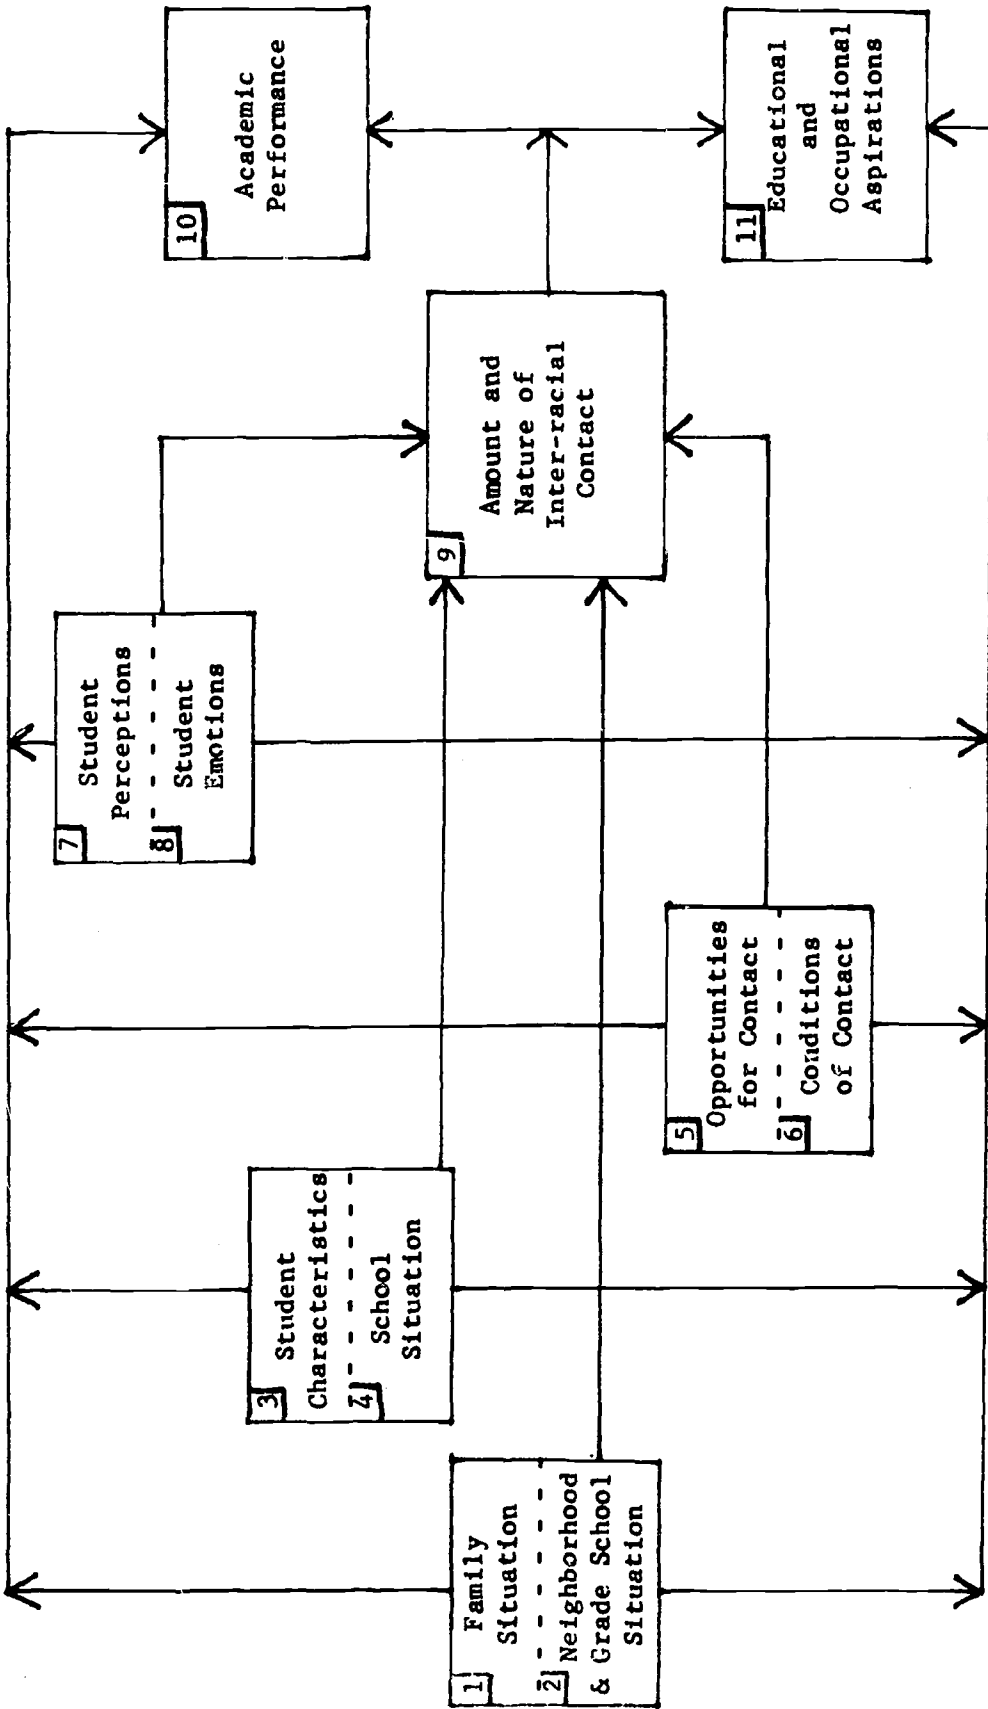 1
Family
Situation
2
Neighborhood
& Grade School
Situation
3
Student
Characteristics
4
School
Situation
5
Opportunities
for Contact
6
Conditions
of Contact
7
Student
Perceptions
8
Student
Emotions
9
Amount and
Nature of
Inter-racial
Contact
10
Academic
Performance
11
Educational
and
Occupational
Aspirations